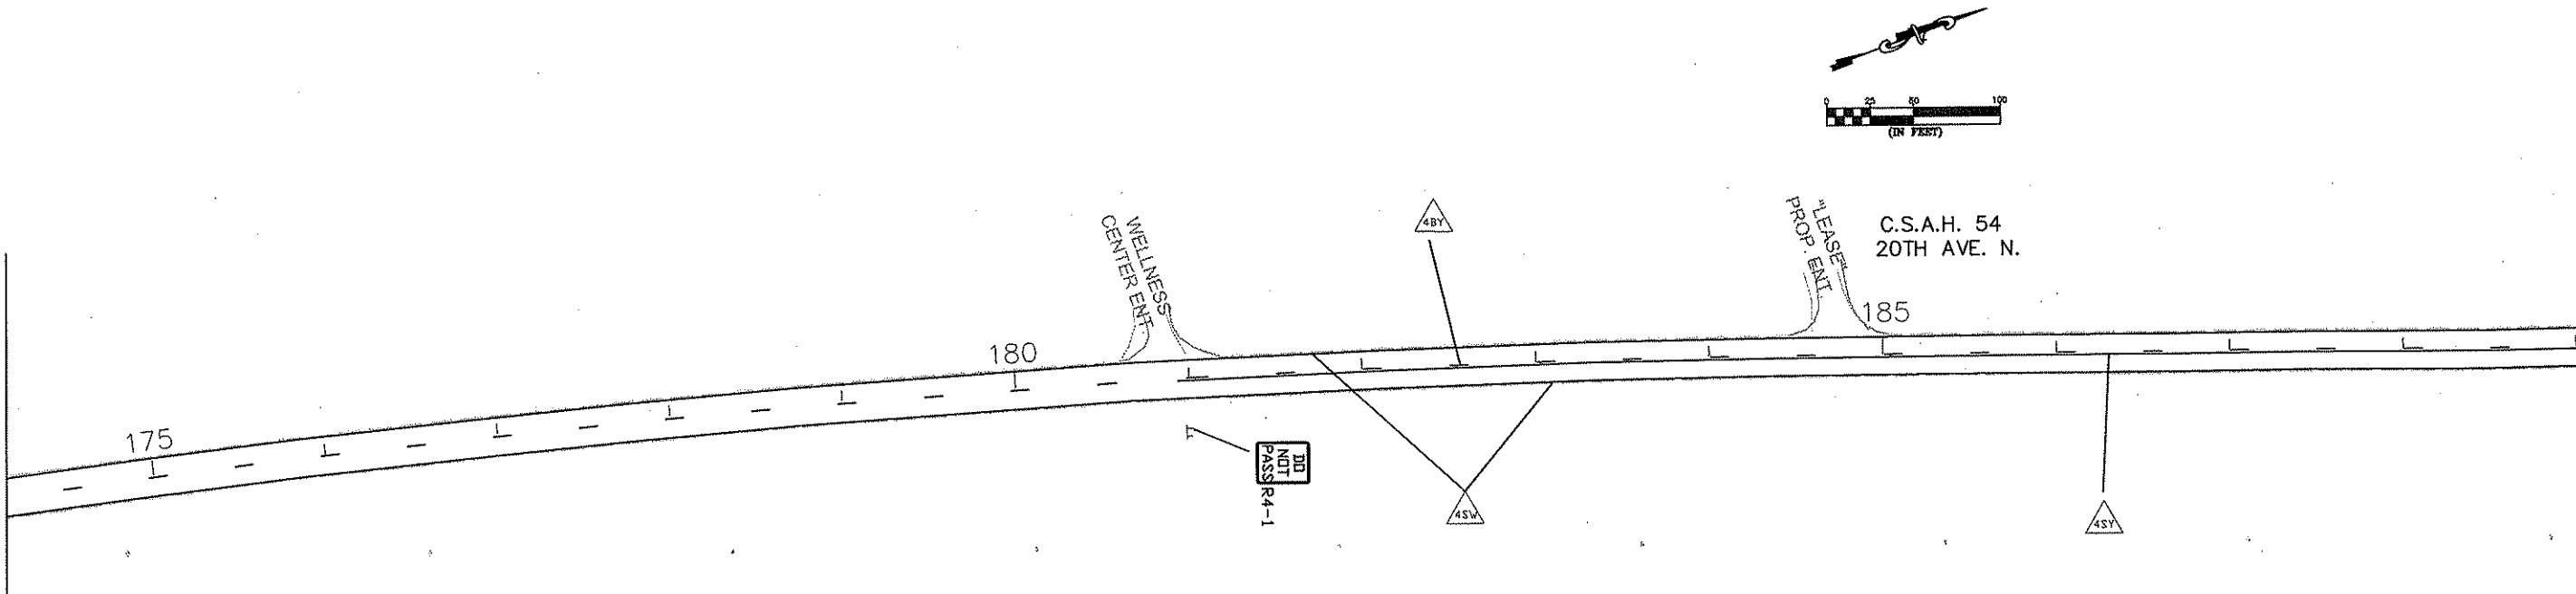 0 25 50 100
(IN FEET)
C.S.A.H. 54
20TH AVE. N.
WELLNESS
CENTER ENT
4BY
"LEASE"
PROP. ENT.
185
180
175
DO
NOT
PASS
R4-1
4SW
4SY